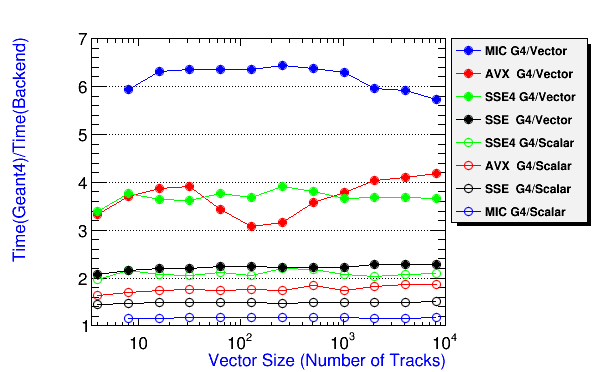 Time(Geant4)/Time(Backend)
7
6
5
4
3
2
1
10
10²
10³
10⁴
Vector Size (Number of Tracks)
MIC G4/Vector
AVX G4/Vector
SSE4 G4/Vector
SSE G4/Vector
SSE4 G4/Scalar
AVX G4/Scalar
SSE G4/Scalar
MIC G4/Scalar